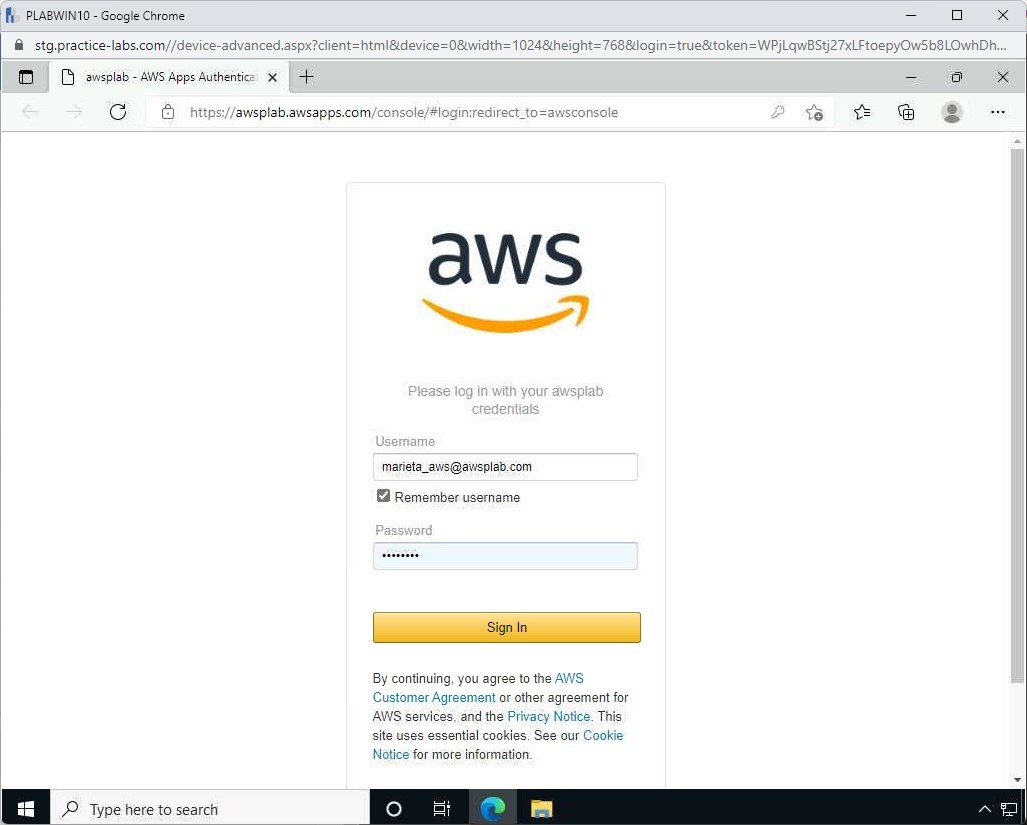 PLABWIN10 - Google Chrome
stg.practice-labs.com//device-advanced.aspx?client=html&device=0&width=1024&height=768&login=true&token=WPjLqwBStj27xLFtoepyOw5b8LOwhDh...
awsplab - AWS Apps Authentica
https://awsplab.awsapps.com/console/#login:redirect_to=awsconsole
aws
Please log in with your awsplab
credentials
Username
marieta_aws@awsplab.com
Remember username
Password
••••••••
Sign In
By continuing, you agree to the AWS
Customer Agreement or other agreement for
AWS services, and the Privacy Notice. This
site uses essential cookies. See our Cookie
Notice for more information.
Type here to search